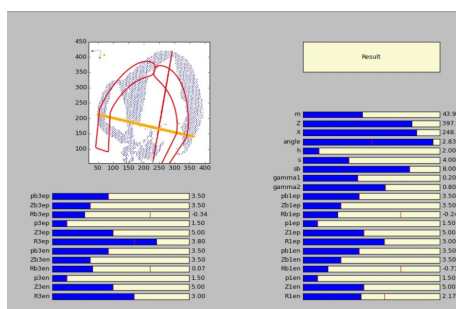 450
400
350
300
250
200
150
100
50 100 150 200 250 300 350 400
Result
m 43.9
Z 397
X 248.
angle 2.83
h 2.00
s 4.00
sb 8.00
gamma1 0.20
gamma2 0.80
pb1ep 3.50
Zb1ep 3.50
Rb1ep -0.24
p1ep 1.50
Z1ep 5.00
R1ep 3.00
pb1en 3.50
Zb1en 3.50
Rb1en -0.73
p1en 1.50
Z1en 5.00
R1en 2.17
pb3ep 3.50
Zb3ep 3.50
Rb3ep -0.34
p3ep 1.50
Z3ep 5.00
R3ep 3.80
pb3en 3.50
Zb3en 3.50
Rb3en 0.07
p3en 1.50
Z3en 5.00
R3en 3.00